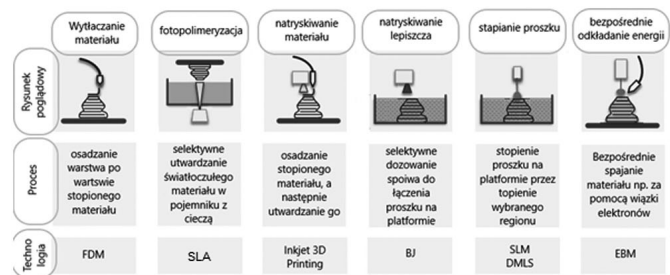 Wytłaczanie
materiału
fotopolimeryzacja
natryskiwanie
materiału
natryskiwanie
lepiszcza
stapianie proszku
bezpośrednie
odkładanie energii
Rysunek
poglądowy
Proces
osadzanie
warstwa po
wartswie
stopionego
materiału
selektywne
utwardzanie
światłoczułego
materiału w
pojemniku z
cieczą
osadzanie
stopionego
materiału, a
następnie
utwardzanie go
selektywne
dozowanie
spoiwa do
łączenia
proszku na
platformie
stopienie
proszku na
platformie przez
topienie
wybranego
regionu
Bezpośrednie
spajanie
materiału np. za
pomocą wiązki
elektronów
Techno
logia
FDM
SLA
Inkjet 3D
Printing
BJ
SLM
DMLS
EBM